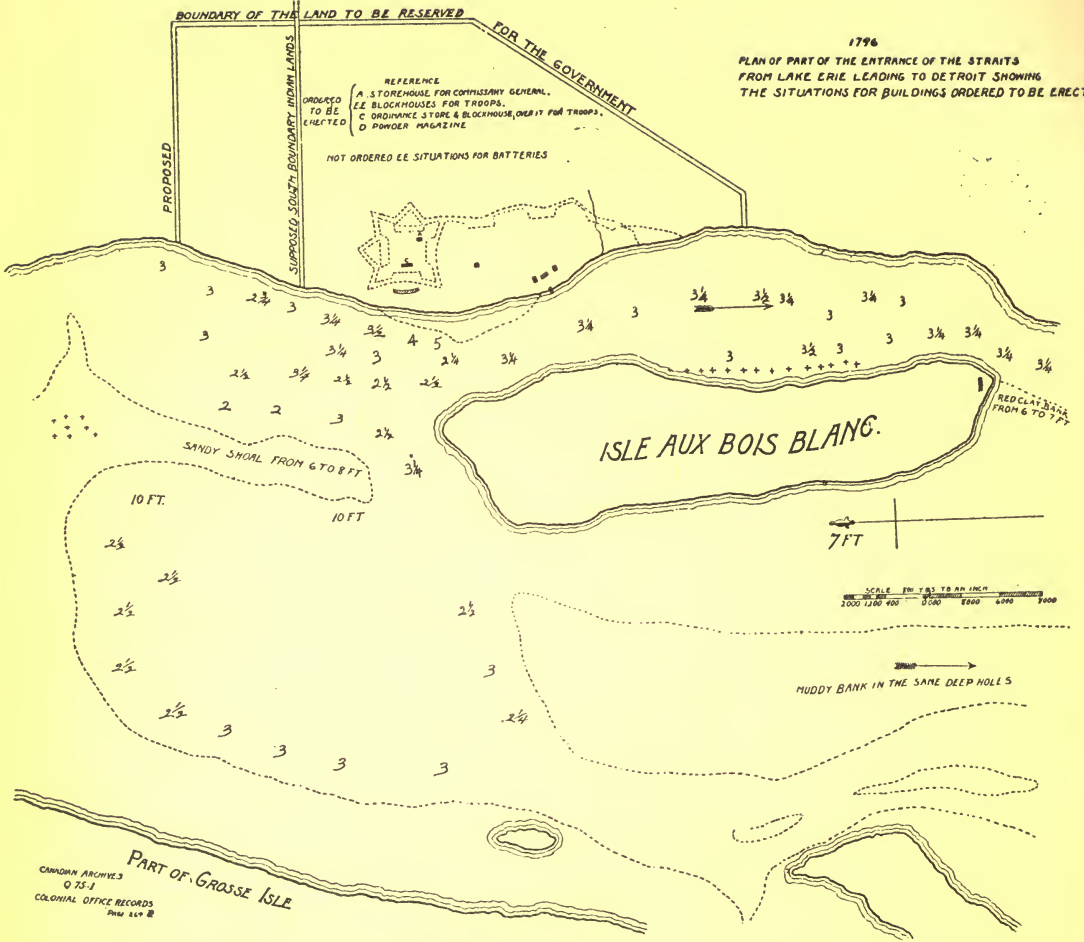 BOUNDARY OF THE LAND TO BE RESERVED
FOR THE GOVERNMENT
PROPOSED
SUPPOSED SOUTH BOUNDARY INDIAN LANDS
1796
PLAN OF PART OF THE ENTRANCE OF THE STRAITS
FROM LAKE ERIE LEADING TO DETROIT SHOWING
THE SITUATIONS FOR BUILDINGS ORDERED TO BE ERECT
REFERENCE
ORDERED
TO BE
ERECTED
A. STOREHOUSE FOR COMMISSARY GENERAL.
EE BLOCKHOUSES FOR TROOPS.
C ORDINANCE STORE & BLOCKHOUSE, OVER IT FOR TROOPS.
D POWDER MAGAZINE
NOT ORDERED EE SITUATIONS FOR BATTERIES
3
3 2¾ 3
3¼ 3½ 4 5
3¼ 3 3¼ 3½ 3¼ 3 3¼ 3
3 3¼ 3 2¼ 3¼
3 3½ 3 3 3¼ 3¼ 3¼ 3¼
2½ 3½ 2½ 2½ 2½
2 2 3 2½
3¼
ISLE AUX BOIS BLANC.
RED CLAY BANK
FROM 6 TO 7 FT
SANDY SHOAL FROM 6 TO 8 FT
10 FT.
10 FT
7 FT
2½
2½
2½ 2½
2½ 3
2½ 2¼
3
3
3 3
SCALE YDS TO AN INCH
MUDDY BANK IN THE SAME DEEP HOLLS
PART OF GROSSE ISLE
CANADIAN ARCHIVES
Q 75-1
COLONIAL OFFICE RECORDS
PAGE